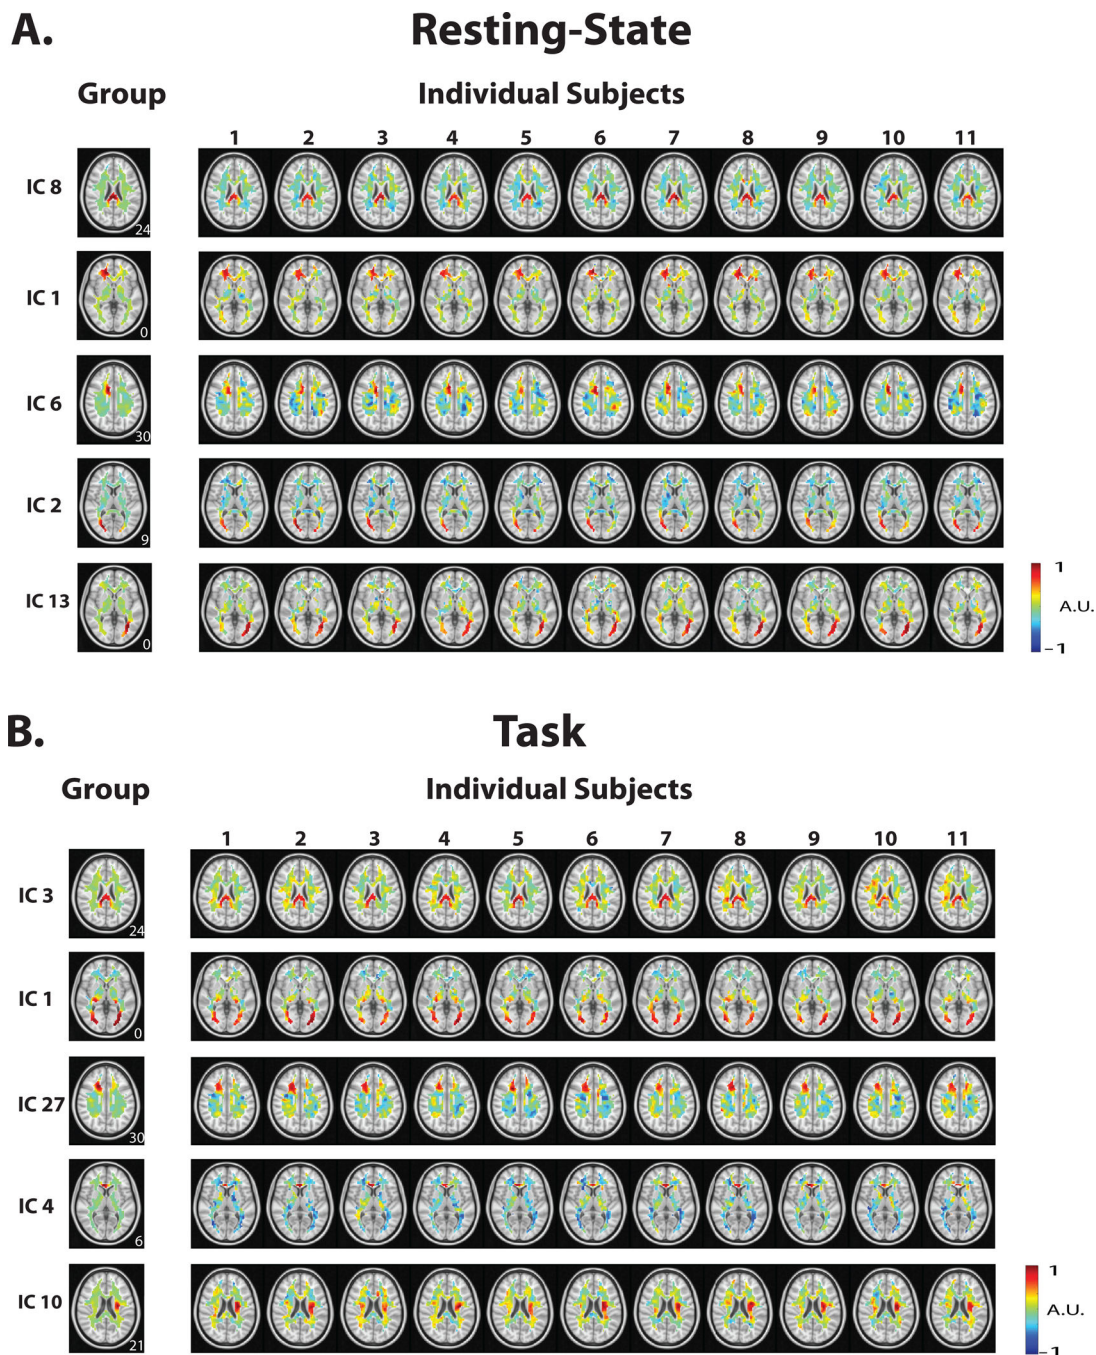 A. Resting-State
Group Individual Subjects
1 2 3 4 5 6 7 8 9 10 11
IC 8
24
IC 1
0
IC 6
30
IC 2
9
IC 13
0
1
A.U.
-1
B. Task
Group Individual Subjects
1 2 3 4 5 6 7 8 9 10 11
IC 3
24
IC 1
0
IC 27
30
IC 4
6
IC 10
21
1
A.U.
-1